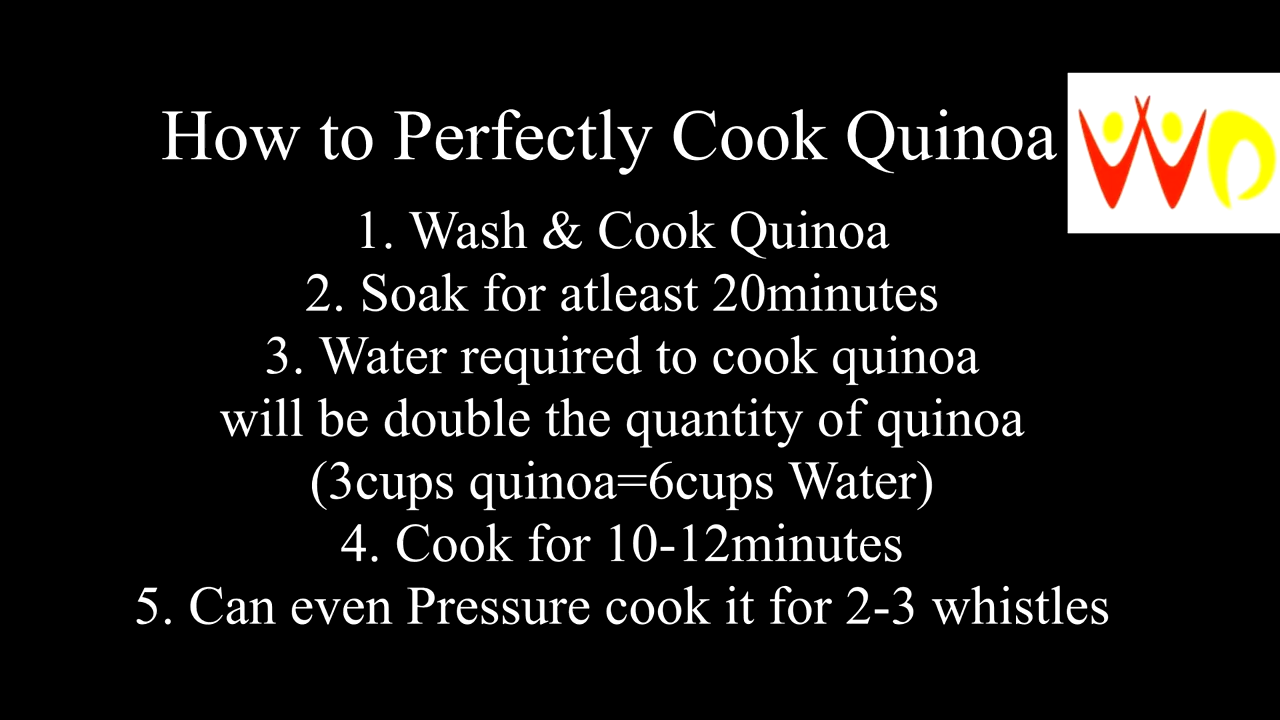 How to Perfectly Cook Quinoa
1. Wash & Cook Quinoa
2. Soak for atleast 20minutes
3. Water required to cook quinoa
will be double the quantity of quinoa
(3cups quinoa=6cups Water)
4. Cook for 10-12minutes
5. Can even Pressure cook it for 2-3 whistles